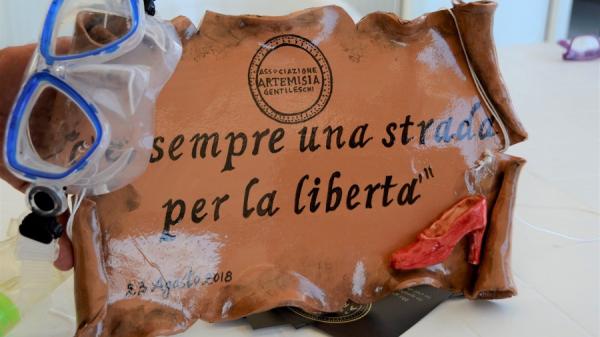 ASSOCIAZIONE
ARTEMISIA
GENTILESCHI
sempre una strada
per la liberta'"
23 Agosto 2018